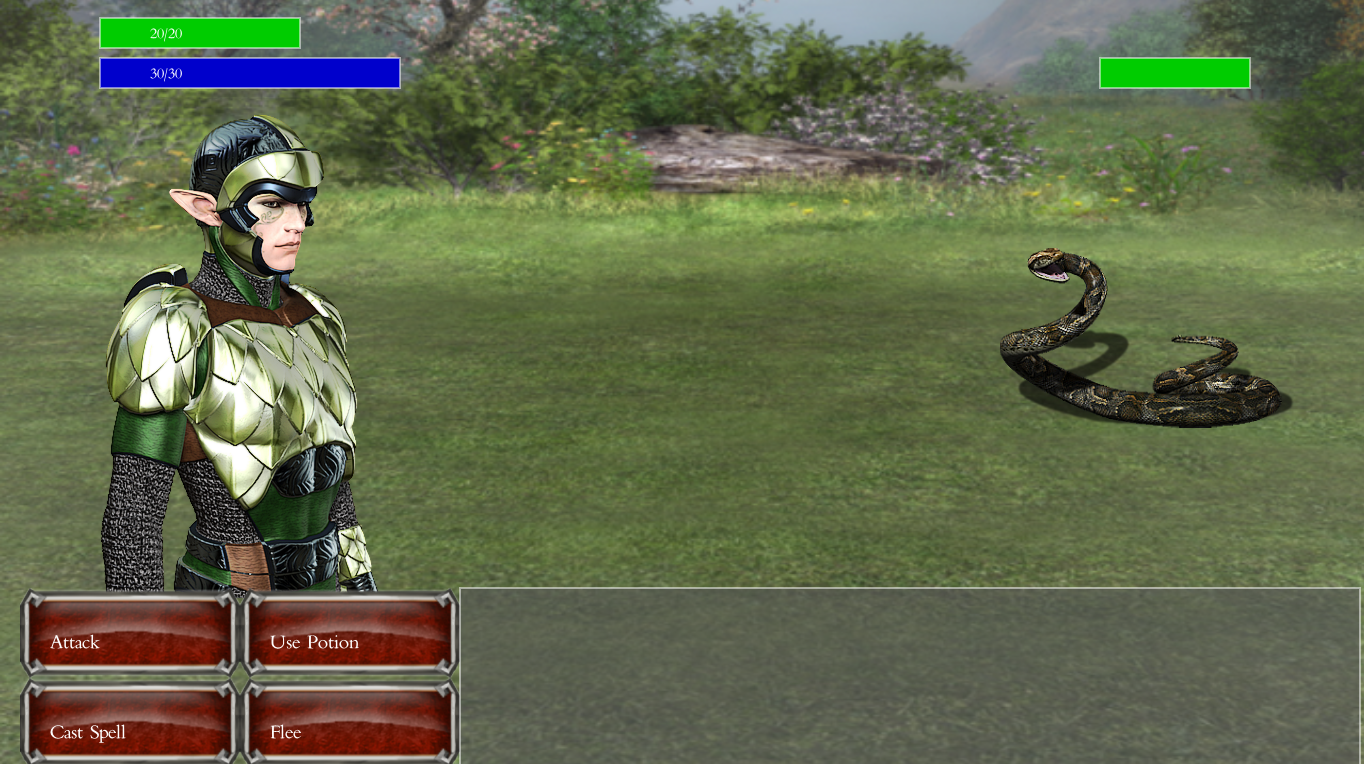 20/20
30/30
Attack
Use Potion
Cast Spell
Flee